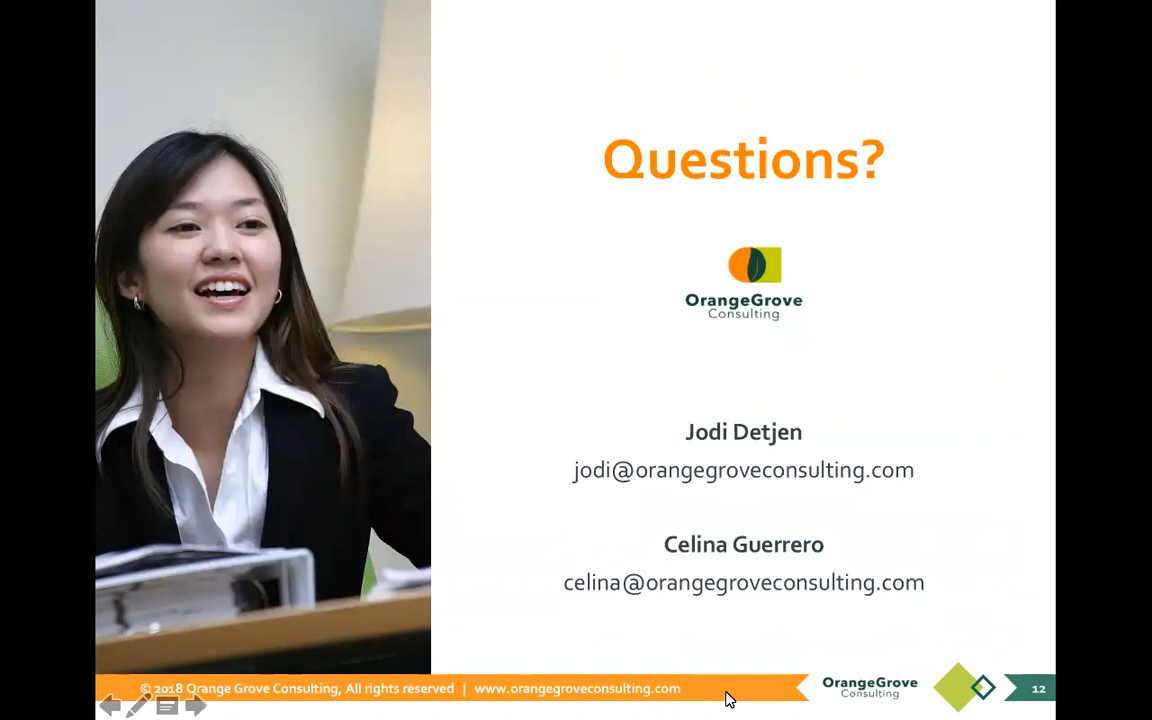 Questions?
OrangeGrove
Consulting
Jodi Detjen
jodi@orangegroveconsulting.com
Celina Guerrero
celina@orangegroveconsulting.com
© 2018 Orange Grove Consulting, All rights reserved | www.orangegroveconsulting.com
OrangeGrove
Consulting
12